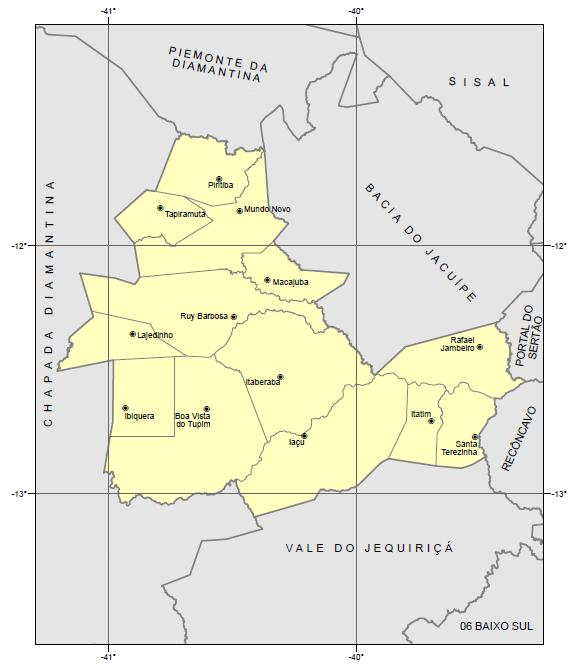 -41°
-40°
PIEMONTE DA
DIAMANTINA
SISAL
CHAPADA DIAMANTINA
BACIA DO JACUÍPE
Piritiba
Tapiramutá
Mundo Novo
-12°
-12°
Macajuba
Ruy Barbosa
Lajedinho
Rafael
Jambeiro
PORTAL DO
SERTÃO
Itaberaba
Ibiquera
Boa Vista
do Tupim
Itatim
Iaçu
Santa
Terezinha
RECÔNCAVO
-13°
-13°
VALE DO JEQUIRIÇÁ
06 BAIXO SUL
-41°
-40°